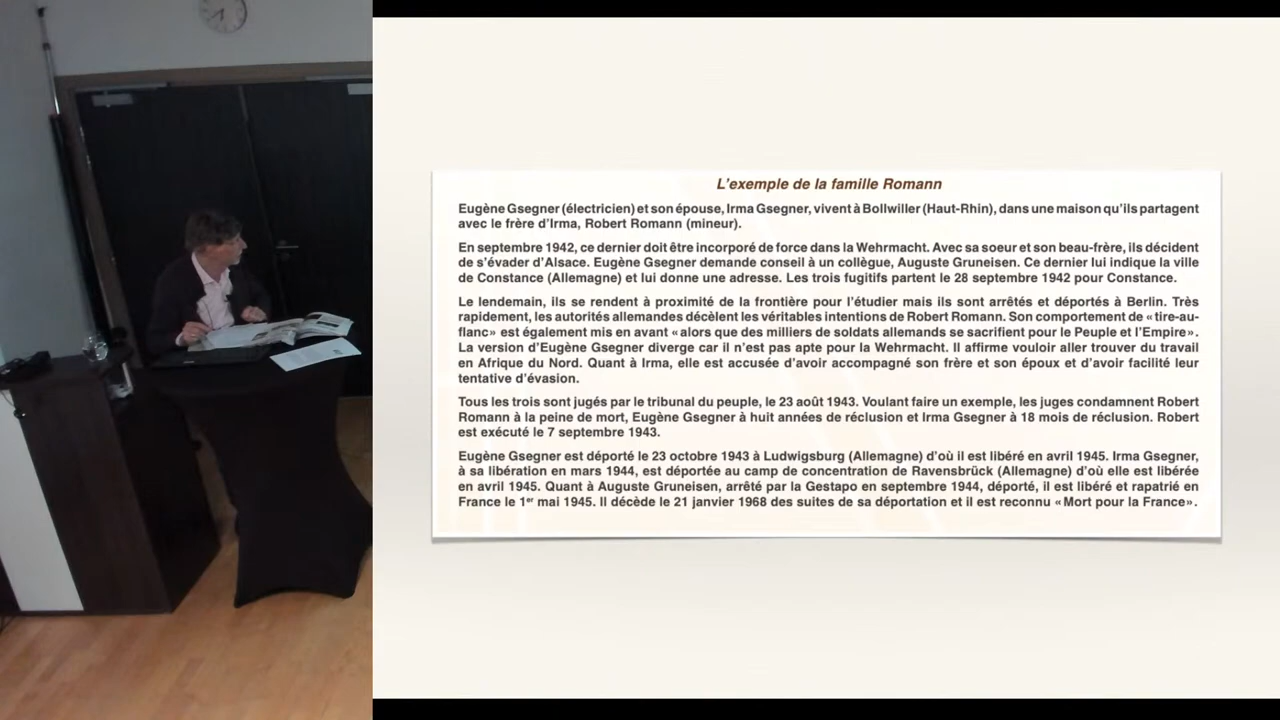 L'exemple de la famille Romann
Eugène Gsegner (électricien) et son épouse, Irma Gsegner, vivent à Bollwiller (Haut-Rhin), dans une maison qu'ils partagent
avec le frère d'Irma, Robert Romann (mineur).
En septembre 1942, ce dernier doit être incorporé de force dans la Wehrmacht. Avec sa soeur et son beau-frère, ils décident
de s'évader d'Alsace. Eugène Gsegner demande conseil à un collègue, Auguste Gruneisen. Ce dernier lui indique la ville
de Constance (Allemagne) et lui donne une adresse. Les trois fugitifs partent le 28 septembre 1942 pour Constance.
Le lendemain, ils se rendent à proximité de la frontière pour l'étudier mais ils sont arrêtés et déportés à Berlin. Très
rapidement, les autorités allemandes décèlent les véritables intentions de Robert Romann. Son comportement de «tire-au-
flanc» est également mis en avant «alors que des milliers de soldats allemands se sacrifient pour le Peuple et l'Empire».
La version d'Eugène Gsegner diverge car il n'est pas apte pour la Wehrmacht. Il affirme vouloir aller trouver du travail
en Afrique du Nord. Quant à Irma, elle est accusée d'avoir accompagné son frère et son époux et d'avoir facilité leur
tentative d'évasion.
Tous les trois sont jugés par le tribunal du peuple, le 23 août 1943. Voulant faire un exemple, les juges condamnent Robert
Romann à la peine de mort, Eugène Gsegner à huit années de réclusion et Irma Gsegner à 18 mois de réclusion. Robert
est exécuté le 7 septembre 1943.
Eugène Gsegner est déporté le 23 octobre 1943 à Ludwigsburg (Allemagne) d'où il est libéré en avril 1945. Irma Gsegner,
à sa libération en mars 1944, est déportée au camp de concentration de Ravensbrück (Allemagne) d'où elle est libérée
en avril 1945. Quant à Auguste Gruneisen, arrêté par la Gestapo en septembre 1944, déporté, il est libéré et rapatrié en
France le 1er mai 1945. Il décède le 21 janvier 1968 des suites de sa déportation et il est reconnu «Mort pour la France».